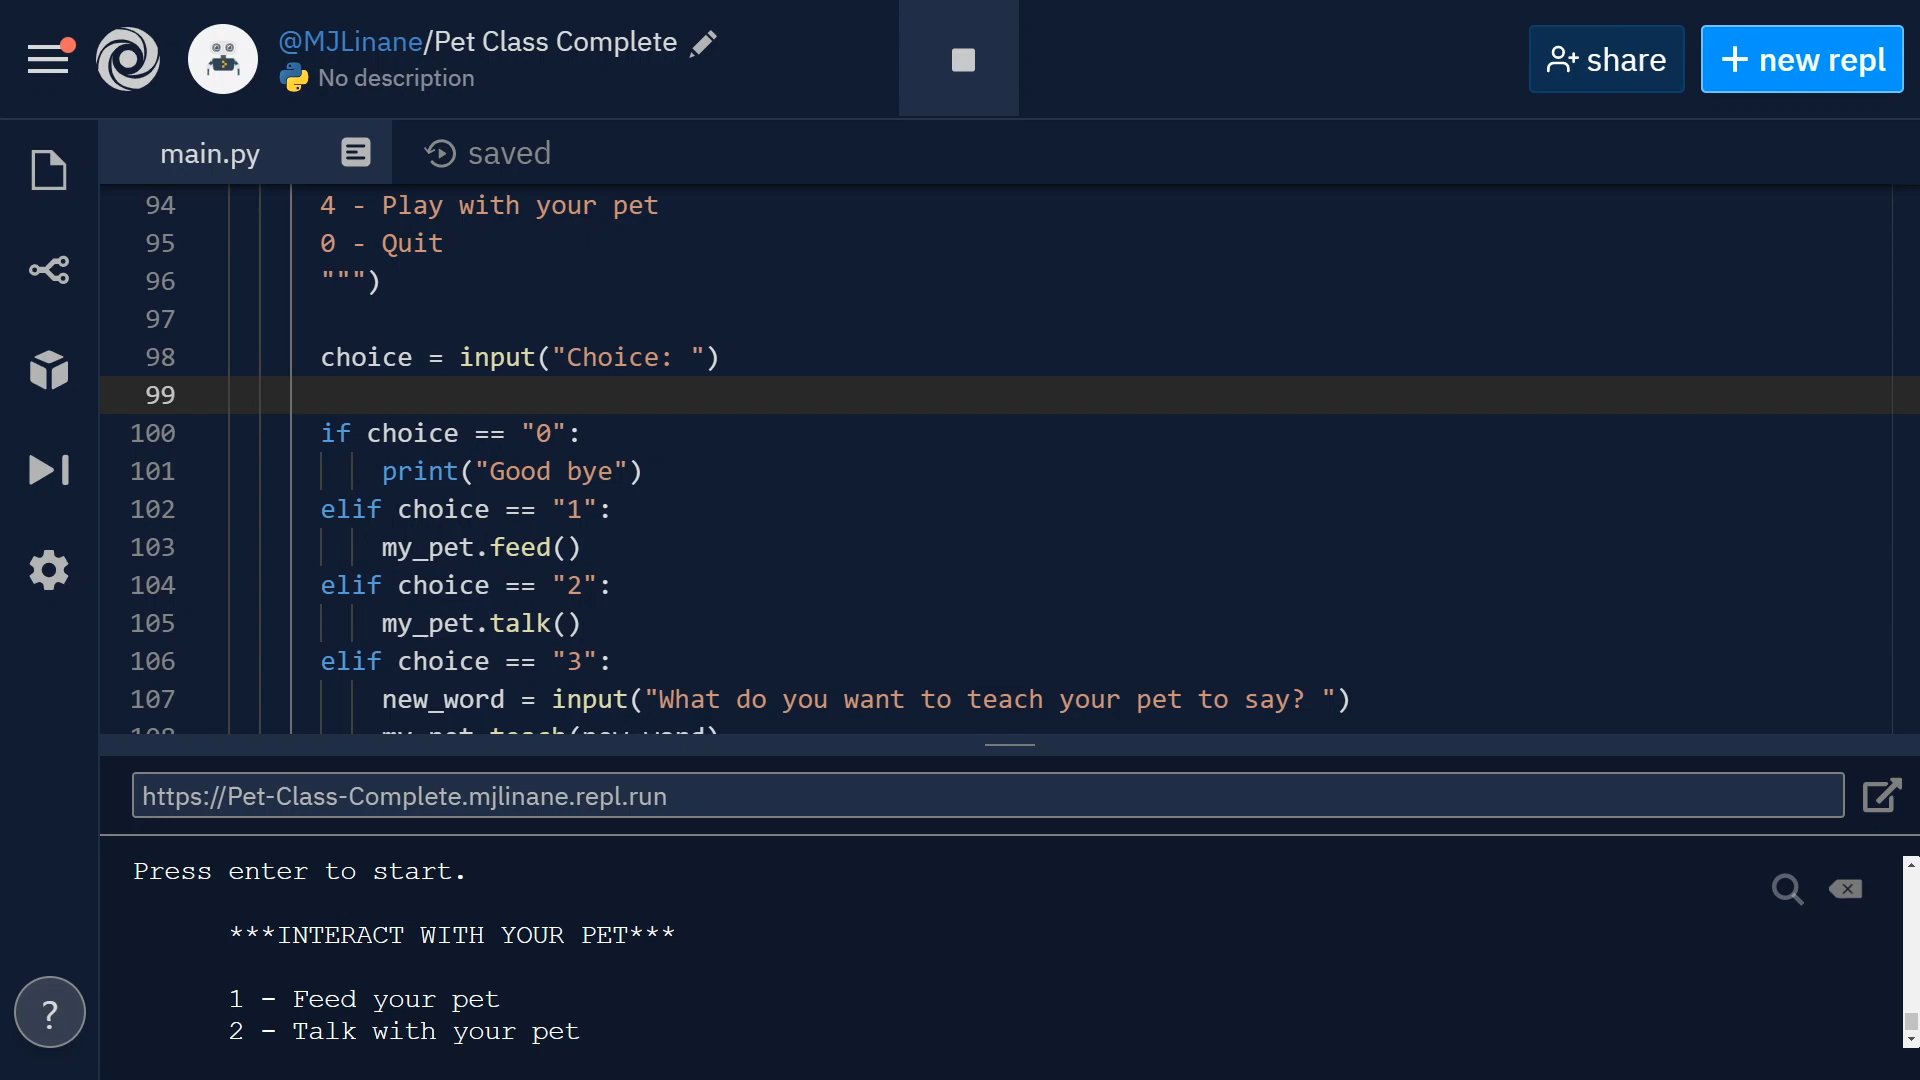 @MJLinane/Pet Class Complete
No description
share
+ new repl
main.py
saved
94 4 - Play with your pet
95 0 - Quit
96 """)
97
98 choice = input("Choice: ")
99
100 if choice == "0":
101 print("Good bye")
102 elif choice == "1":
103 my_pet.feed()
104 elif choice == "2":
105 my_pet.talk()
106 elif choice == "3":
107 new_word = input("What do you want to teach your pet to say? ")
108 my_pet.teach(new_word)
https://Pet-Class-Complete.mjlinane.repl.run
Press enter to start.
***INTERACT WITH YOUR PET***
1 - Feed your pet
2 - Talk with your pet
?